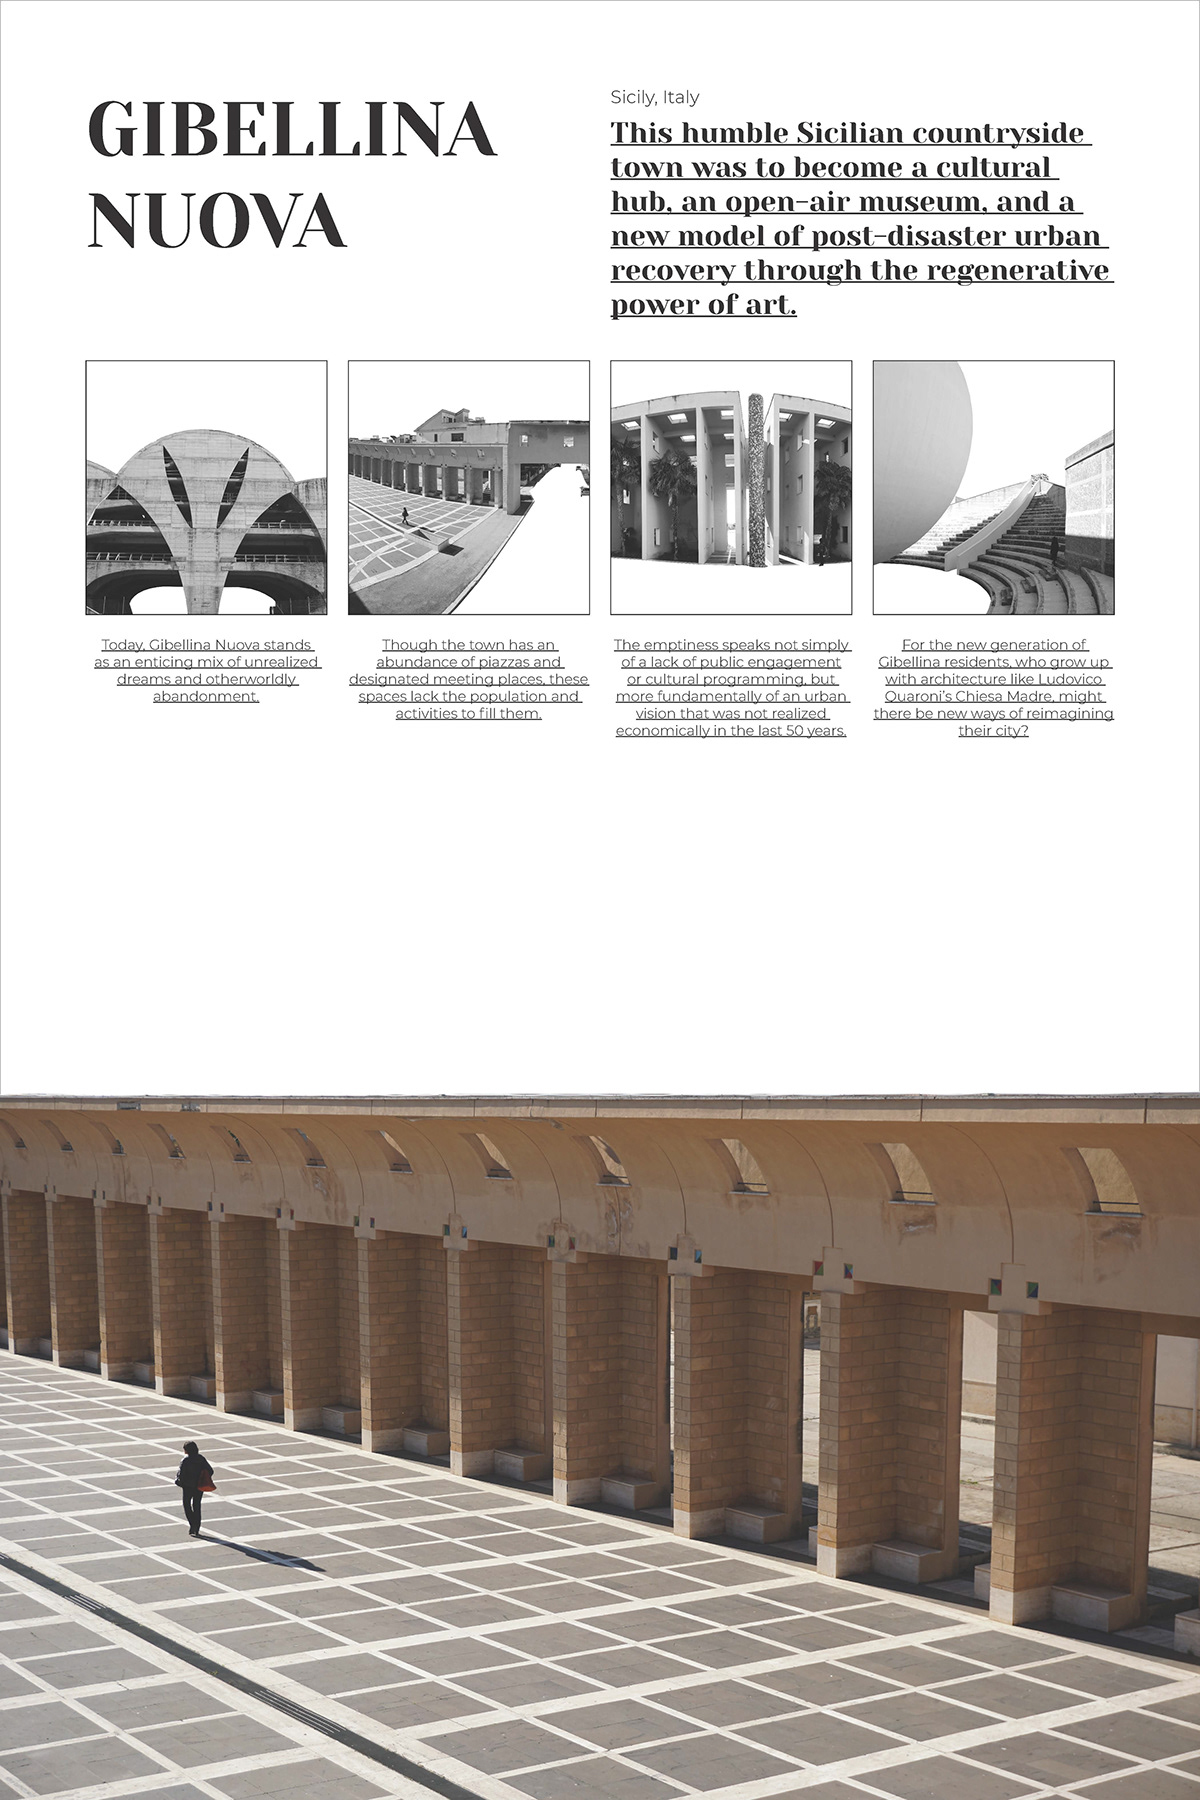 GIBELLINA
NUOVA
Sicily, Italy
This humble Sicilian countryside
town was to become a cultural
hub, an open-air museum, and a
new model of post-disaster urban
recovery through the regenerative
power of art.
Today, Gibellina Nuova stands
as an enticing mix of unrealized
dreams and otherworldly
abandonment.
Though the town has an
abundance of piazzas and
designated meeting places, these
spaces lack the population and
activities to fill them.
The emptiness speaks not simply
of a lack of public engagement
or cultural programming, but
more fundamentally of an urban
vision that was not realized
economically in the last 50 years.
For the new generation of
Gibellina residents, who grow up
with architecture like Ludovico
Quaroni's Chiesa Madre, might
there be new ways of reimagining
their city?